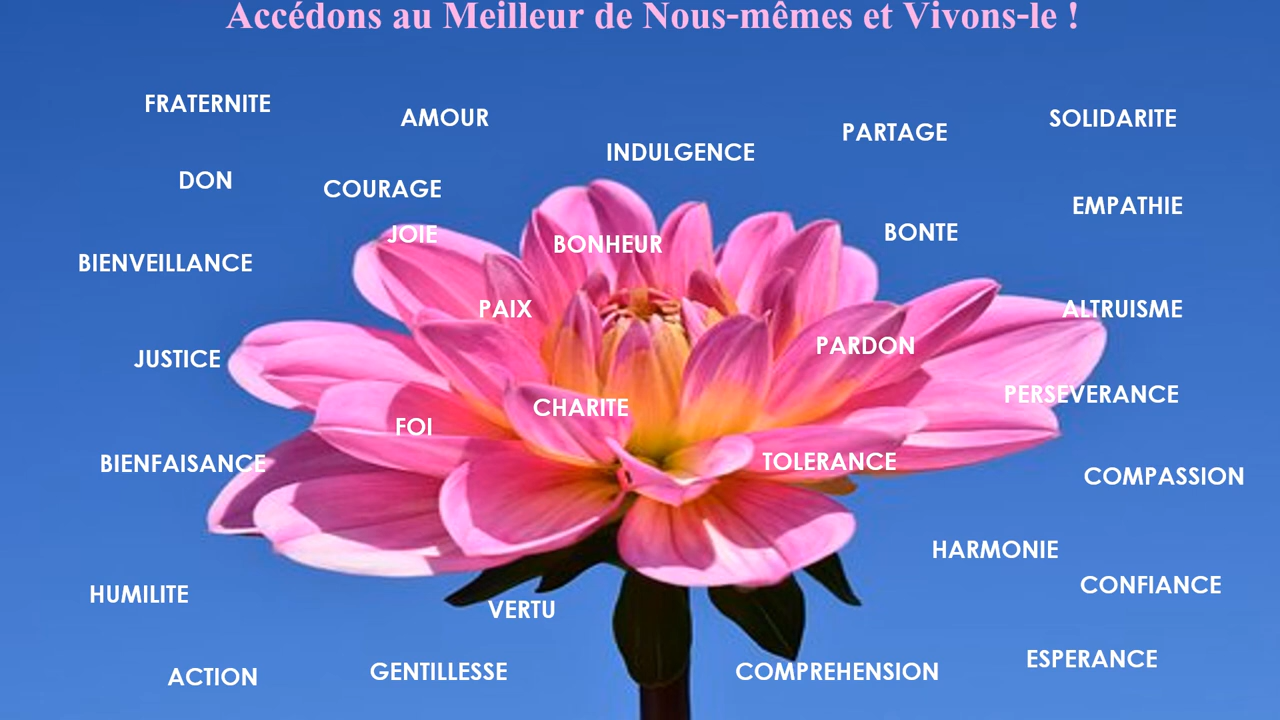 Accédons au Meilleur de Nous-mêmes et Vivons-le !
FRATERNITE
AMOUR
SOLIDARITE
PARTAGE
INDULGENCE
DON
COURAGE
EMPATHIE
JOIE
BONHEUR
BONTE
BIENVEILLANCE
PAIX
ALTRUISME
PARDON
JUSTICE
PERSEVERANCE
CHARITE
FOI
BIENFAISANCE
TOLERANCE
COMPASSION
HARMONIE
CONFIANCE
HUMILITE
VERTU
ESPERANCE
ACTION
GENTILLESSE
COMPREHENSION